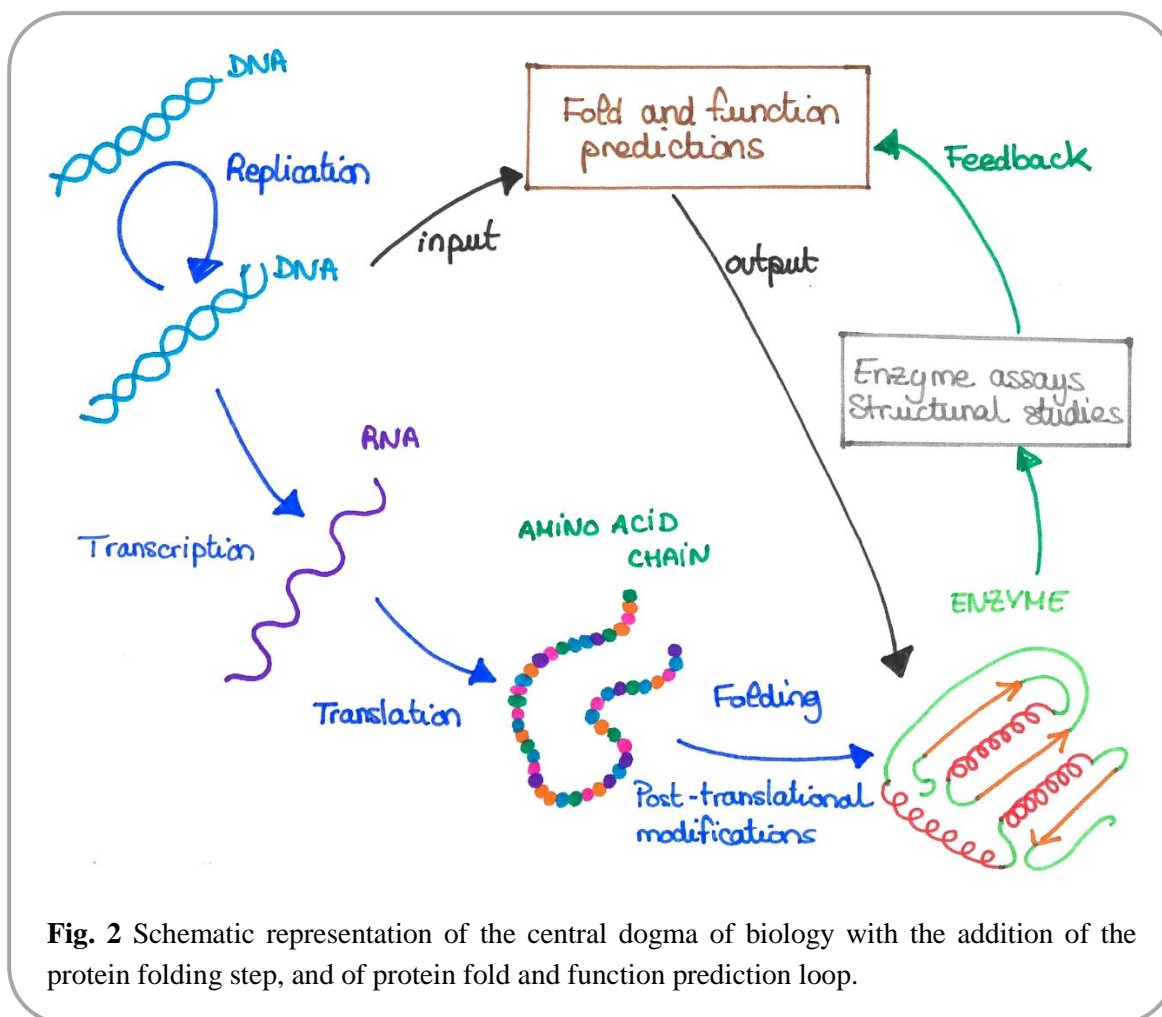 DNA
Replication
DNA
Fold and function
predictions
input
output
Feedback
Enzyme assays
Structural studies
RNA
Transcription
AMINO ACID
CHAIN
ENZYME
Translation
Folding
Post-translational
modifications
Fig. 2 Schematic representation of the central dogma of biology with the addition of the
protein folding step, and of protein fold and function prediction loop.